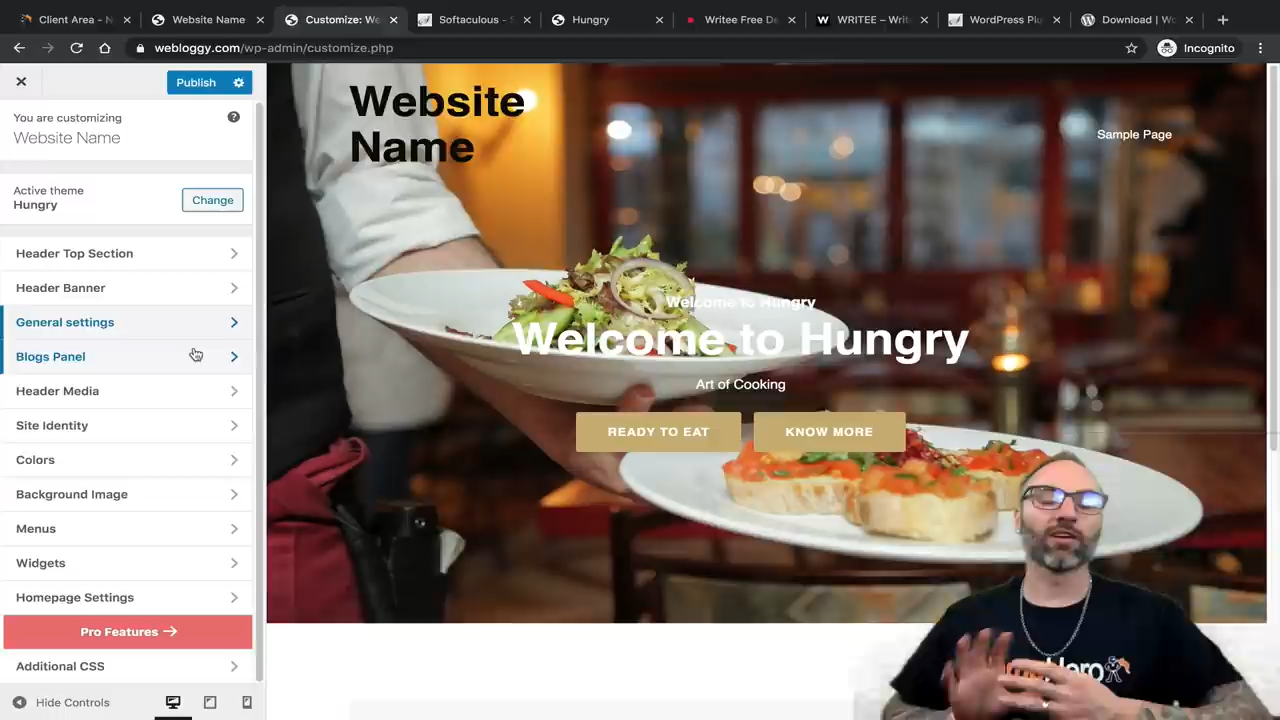 Client Area - N
Website Name
Customize: We
Softaculous - S
Hungry
Writee Free De
WRITEE – Writ
WordPress Plu
Download | Wo
webloggy.com/wp-admin/customize.php
Incognito
Publish
You are customizing
Website Name
Active theme
Hungry
Change
Header Top Section
Header Banner
General settings
Blogs Panel
Header Media
Site Identity
Colors
Background Image
Menus
Widgets
Homepage Settings
Pro Features
Additional CSS
Hide Controls
Website
Name
Sample Page
Welcome to Hungry
Welcome to Hungry
Art of Cooking
READY TO EAT
KNOW MORE